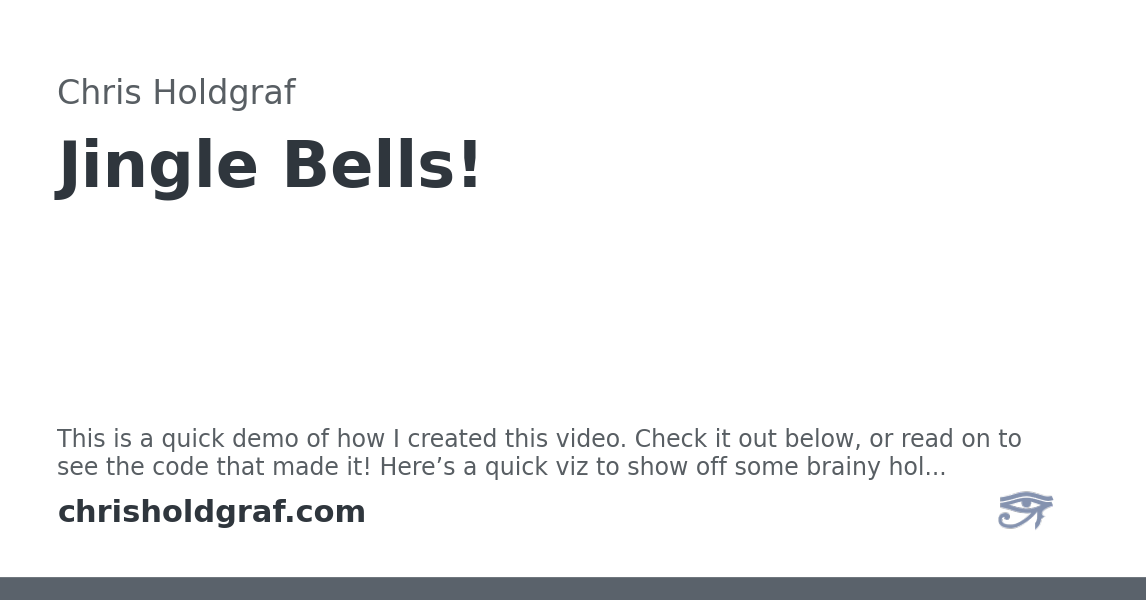 Chris Holdgraf
Jingle Bells!
This is a quick demo of how I created this video. Check it out below, or read on to
see the code that made it! Here’s a quick viz to show off some brainy hol...
chrisholdgraf.com